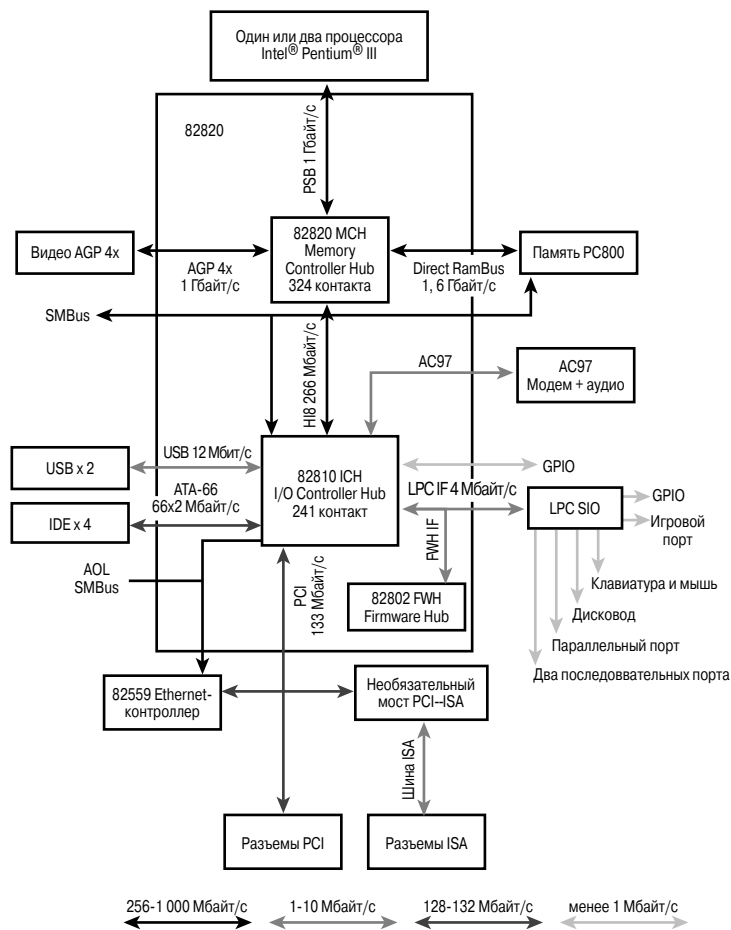 Один или два процессора
Intel® Pentium® III
82820
PSB 1 Гбайт/с
Видео AGP 4x
AGP 4x
1 Гбайт/с
82820 MCH
Memory
Controller Hub
324 контакта
Direct RamBus
1, 6 Гбайт/с
Память PC800
SMBus
HI8 266 Мбайт/с
AC97
AC97
Модем + аудио
USB x 2
USB 12 Мбит/с
IDE x 4
ATA-66
66x2 Мбайт/с
82810 ICH
I/O Controller Hub
241 контакт
GPIO
LPC IF 4 Мбайт/с
LPC SIO
GPIO
Игровой
порт
FWH IF
82802 FWH
Firmware Hub
Клавиатура и мышь
Дисковод
Параллельный порт
Два последоввательных порта
AOL
SMBus
PCI
133 Мбайт/с
82559 Ethernet-
контроллер
Необязательный
мост PCI--ISA
Шина ISA
Разъемы PCI
Разъемы ISA
256-1 000 Мбайт/с
1-10 Мбайт/с
128-132 Мбайт/с
менее 1 Мбайт/с